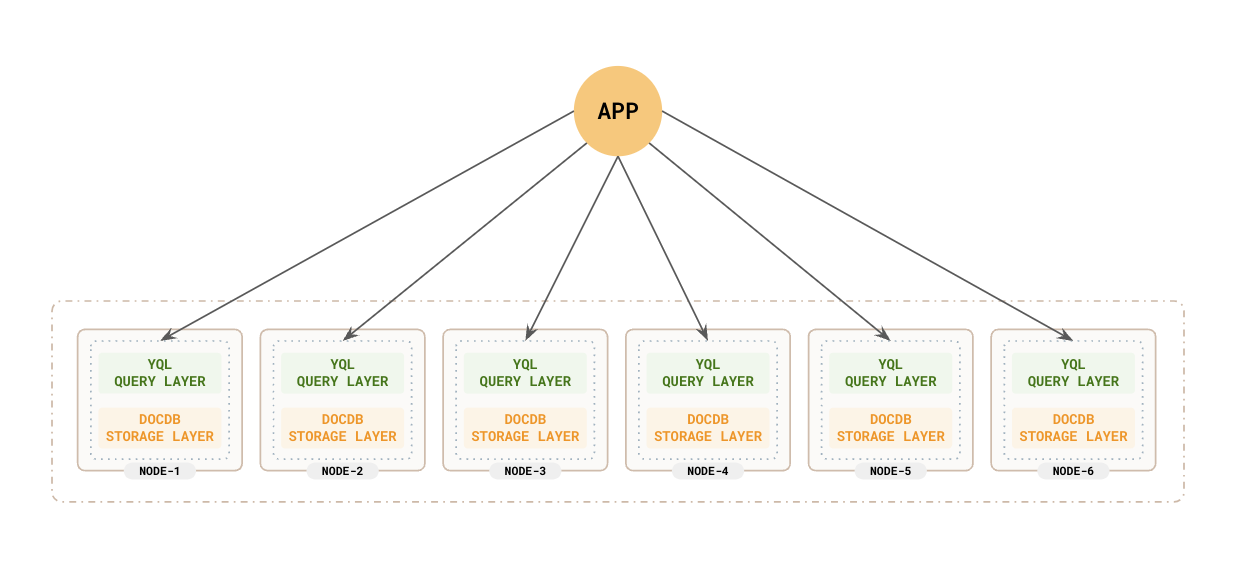 APP
YQL
QUERY LAYER
DOCDB
STORAGE LAYER
NODE-1
YQL
QUERY LAYER
DOCDB
STORAGE LAYER
NODE-2
YQL
QUERY LAYER
DOCDB
STORAGE LAYER
NODE-3
YQL
QUERY LAYER
DOCDB
STORAGE LAYER
NODE-4
YQL
QUERY LAYER
DOCDB
STORAGE LAYER
NODE-5
YQL
QUERY LAYER
DOCDB
STORAGE LAYER
NODE-6